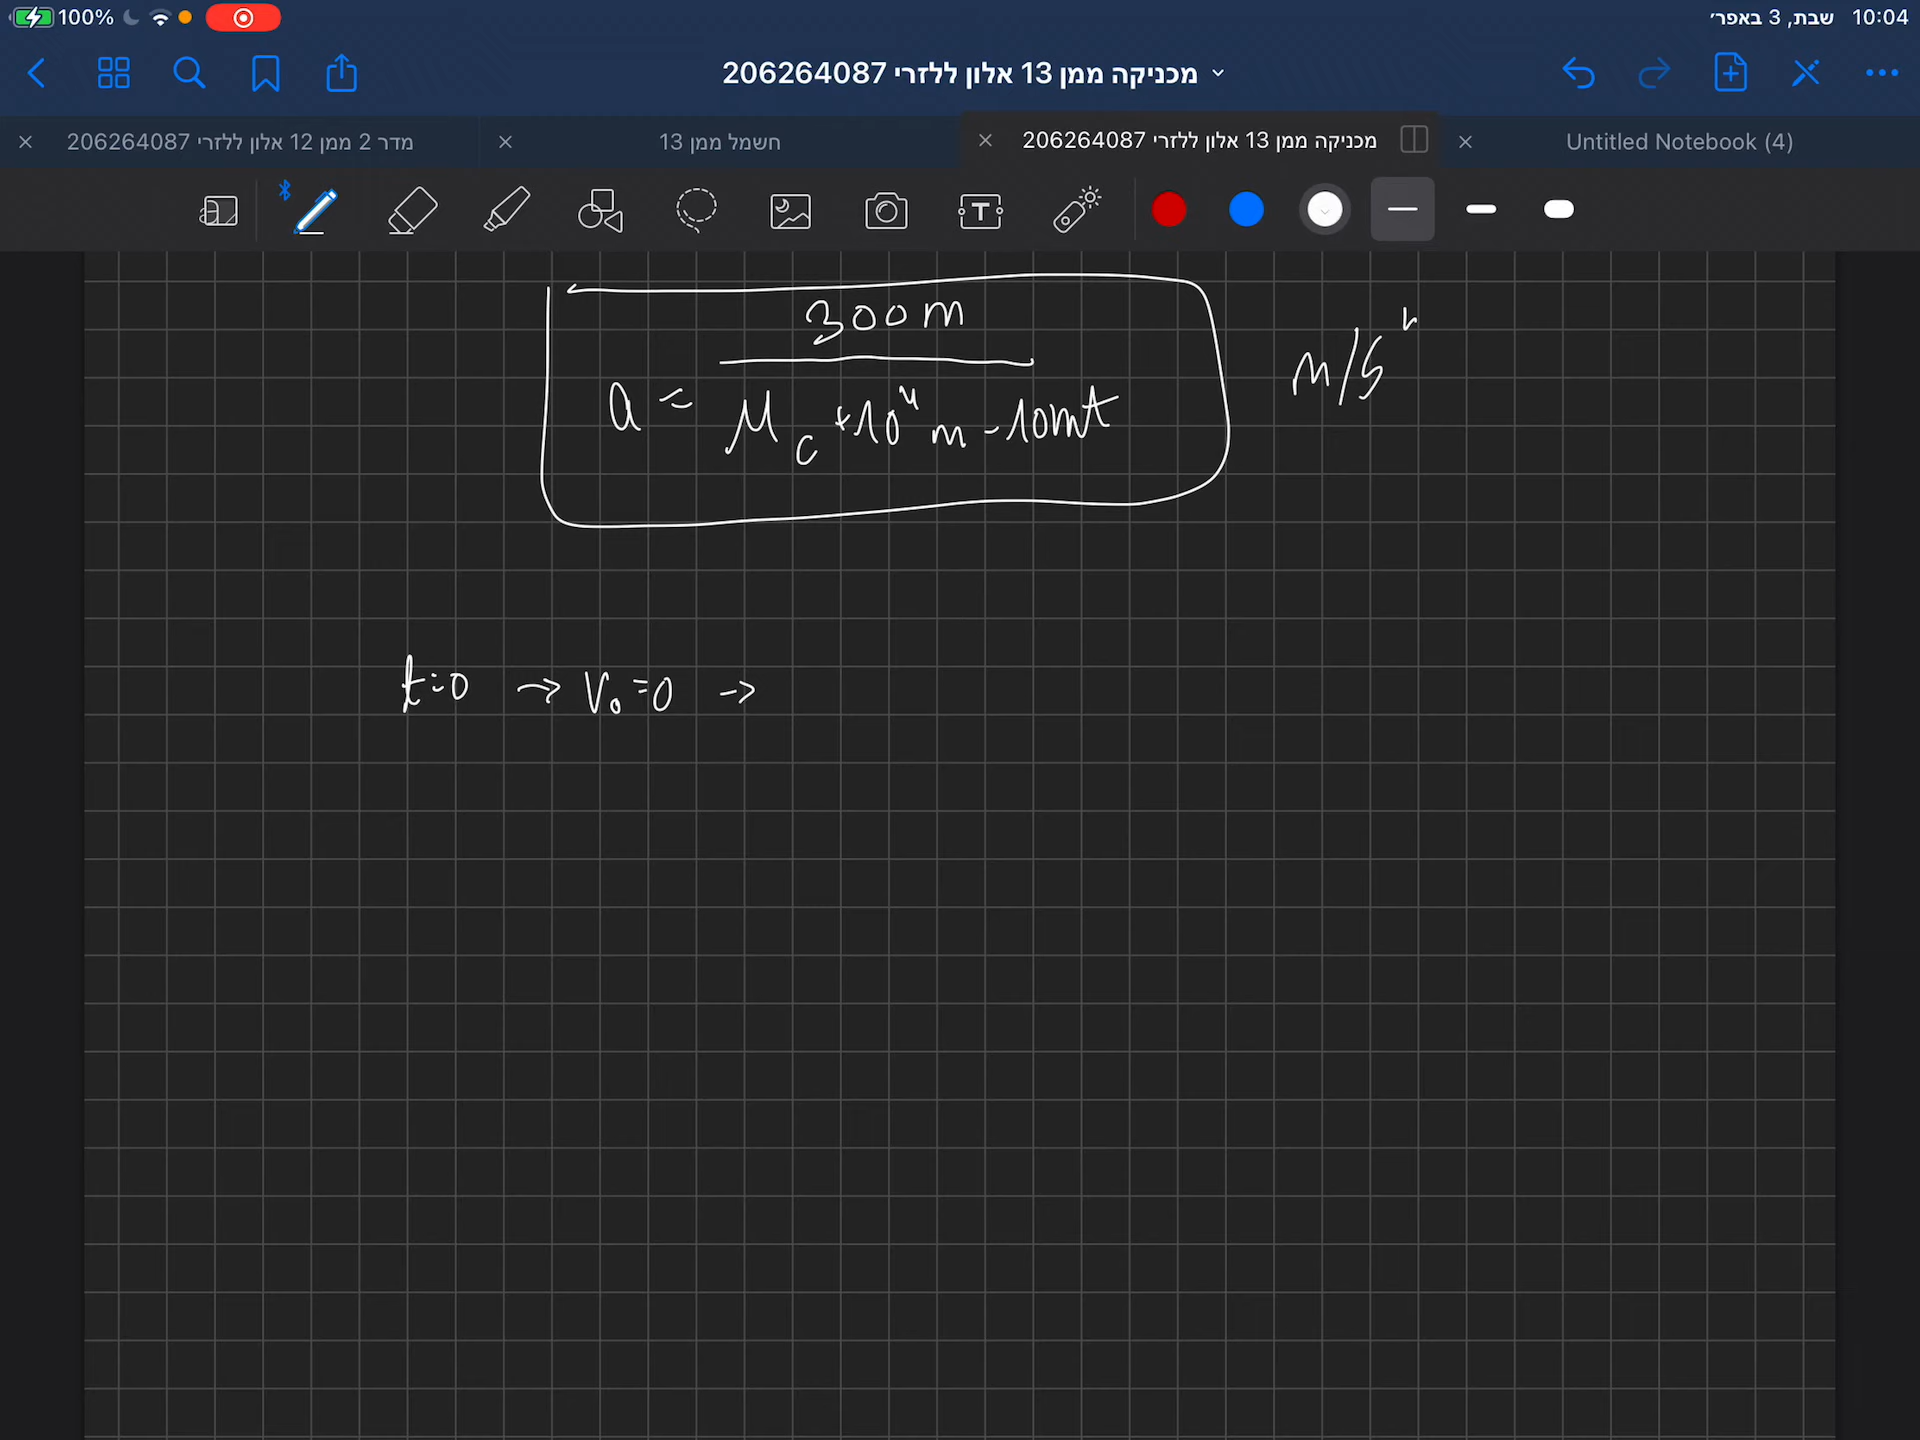 100% 10:04 שבת, 3 באפר׳
מכניקה ממן 13 אלון ללזרי 206264087
מדר 2 ממן 12 אלון ללזרי 206264087
חשמל ממן 13
מכניקה ממן 13 אלון ללזרי 206264087
Untitled Notebook (4)
T
300m
a = M_c + 10^4 m - 10mt
m/s^2
t=0 → V_0=0 →